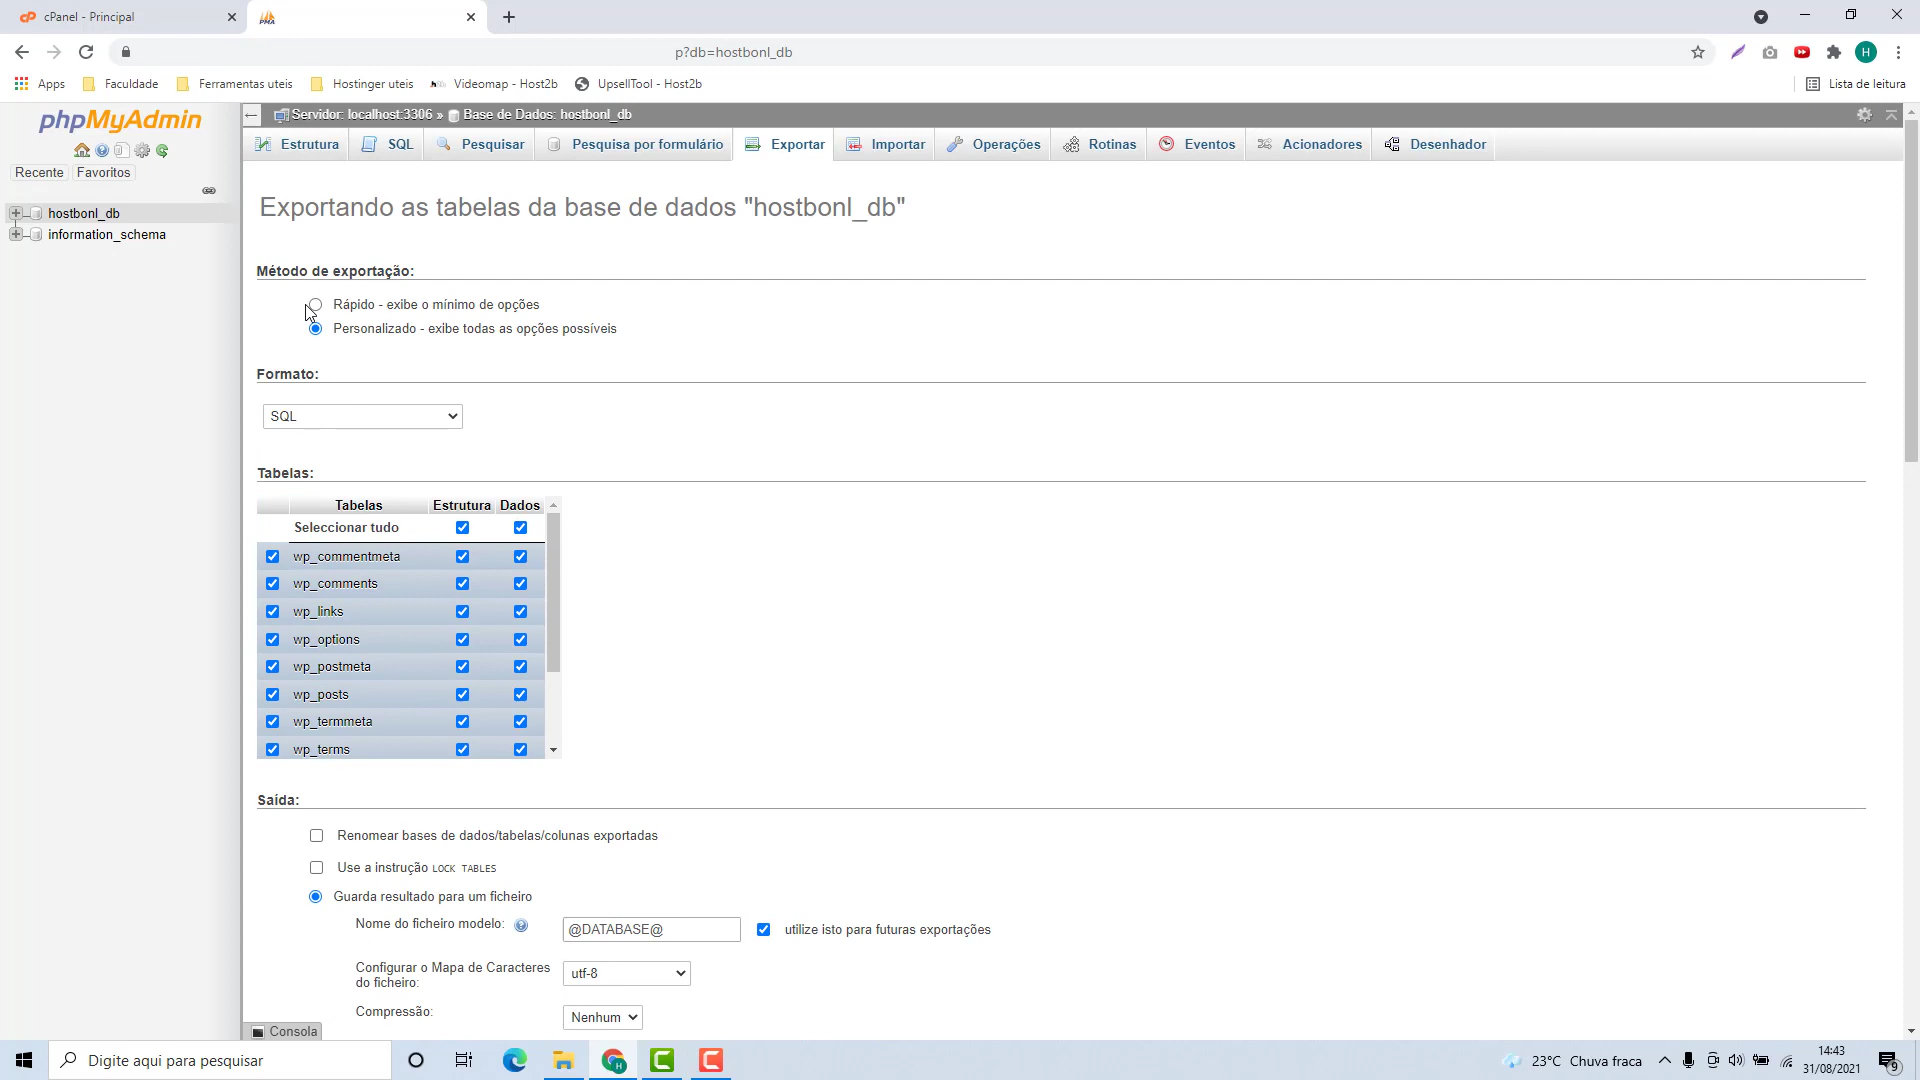 cPanel - Principal
PMA
p?db=hostbonl_db
H
Apps
Faculdade
Ferramentas uteis
Hostinger uteis
Videomap - Host2b
UpsellTool - Host2b
Lista de leitura
phpMyAdmin
Servidor: localhost:3306 » Base de Dados: hostbonl_db
Estrutura
SQL
Pesquisar
Pesquisa por formulário
Exportar
Importar
Operações
Rotinas
Eventos
Acionadores
Desenhador
Recente
Favoritos
hostbonl_db
information_schema
Exportando as tabelas da base de dados "hostbonl_db"
Método de exportação:
Rápido - exibe o mínimo de opções
Personalizado - exibe todas as opções possíveis
Formato:
SQL
Tabelas:
Tabelas Estrutura Dados
Seleccionar tudo
wp_commentmeta
wp_comments
wp_links
wp_options
wp_postmeta
wp_posts
wp_termmeta
wp_terms
Saída:
Renomear bases de dados/tabelas/colunas exportadas
Use a instrução LOCK TABLES
Guarda resultado para um ficheiro
Nome do ficheiro modelo: @DATABASE@ utilize isto para futuras exportações
Configurar o Mapa de Caracteres
do ficheiro:
utf-8
Compressão: Nenhum
Consola
Digite aqui para pesquisar
23°C Chuva fraca
14:43
31/08/2021
9